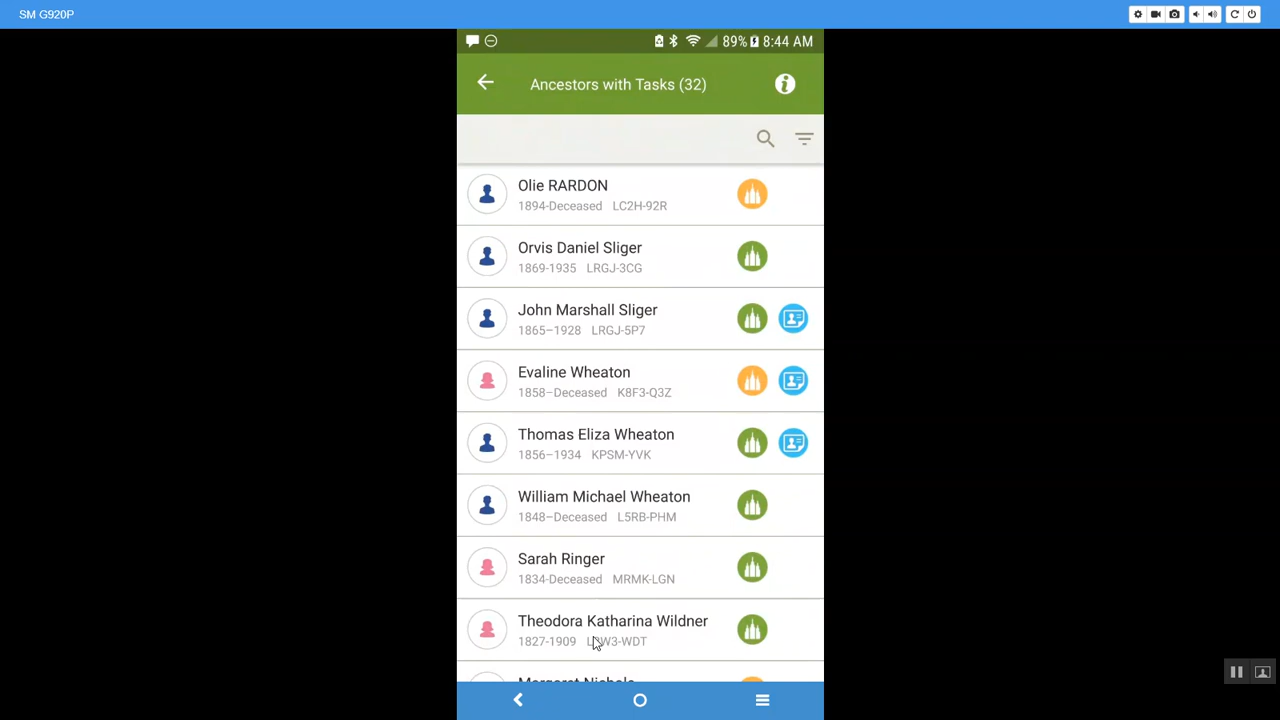 SM G920P
89% 8:44 AM
Ancestors with Tasks (32)
Olie RARDON
1894-Deceased LC2H-92R
Orvis Daniel Sliger
1869-1935 LRGJ-3CG
John Marshall Sliger
1865–1928 LRGJ-5P7
Evaline Wheaton
1858–Deceased K8F3-Q3Z
Thomas Eliza Wheaton
1856–1934 KPSM-YVK
William Michael Wheaton
1848–Deceased L5RB-PHM
Sarah Ringer
1834-Deceased MRMK-LGN
Theodora Katharina Wildner
1827-1909
Margaret Nichols